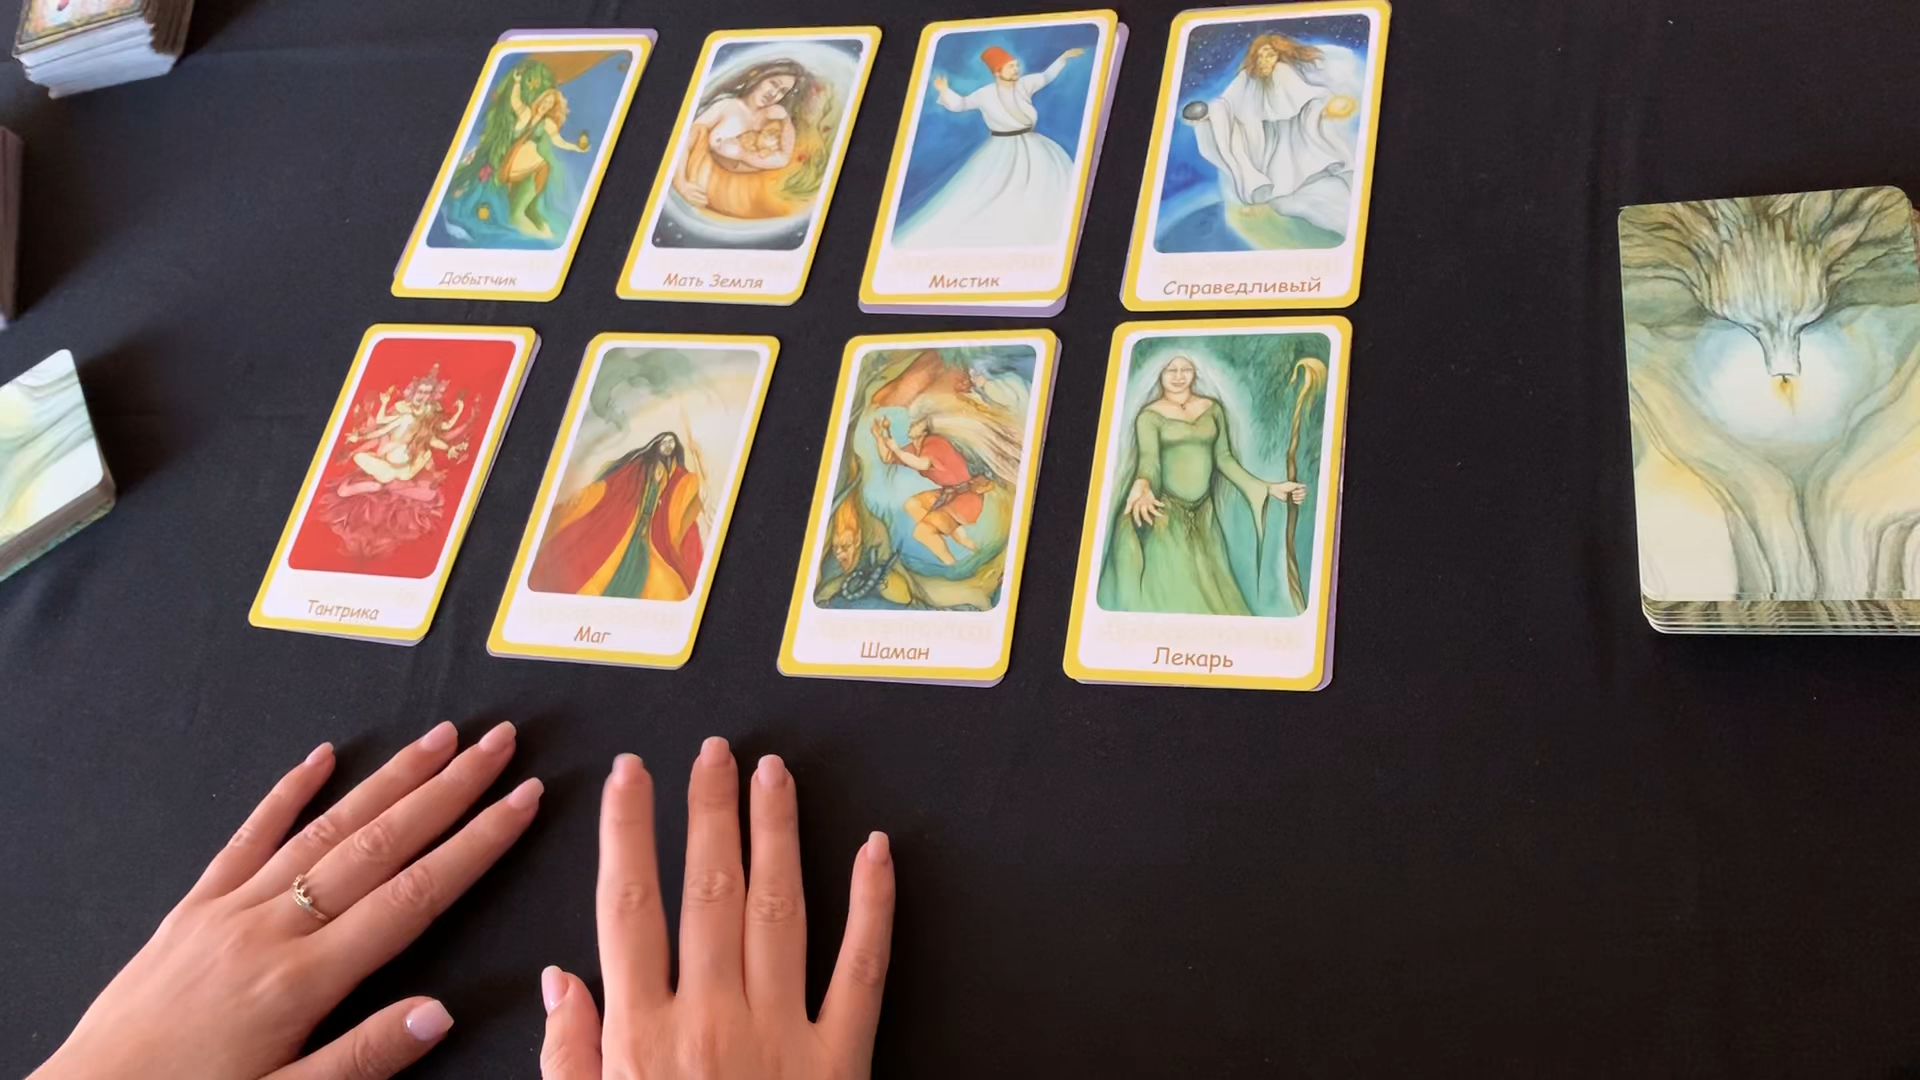 Добытчик
Мать Земля
Мистик
Справедливый
Тантрика
Маг
Шаман
Лекарь